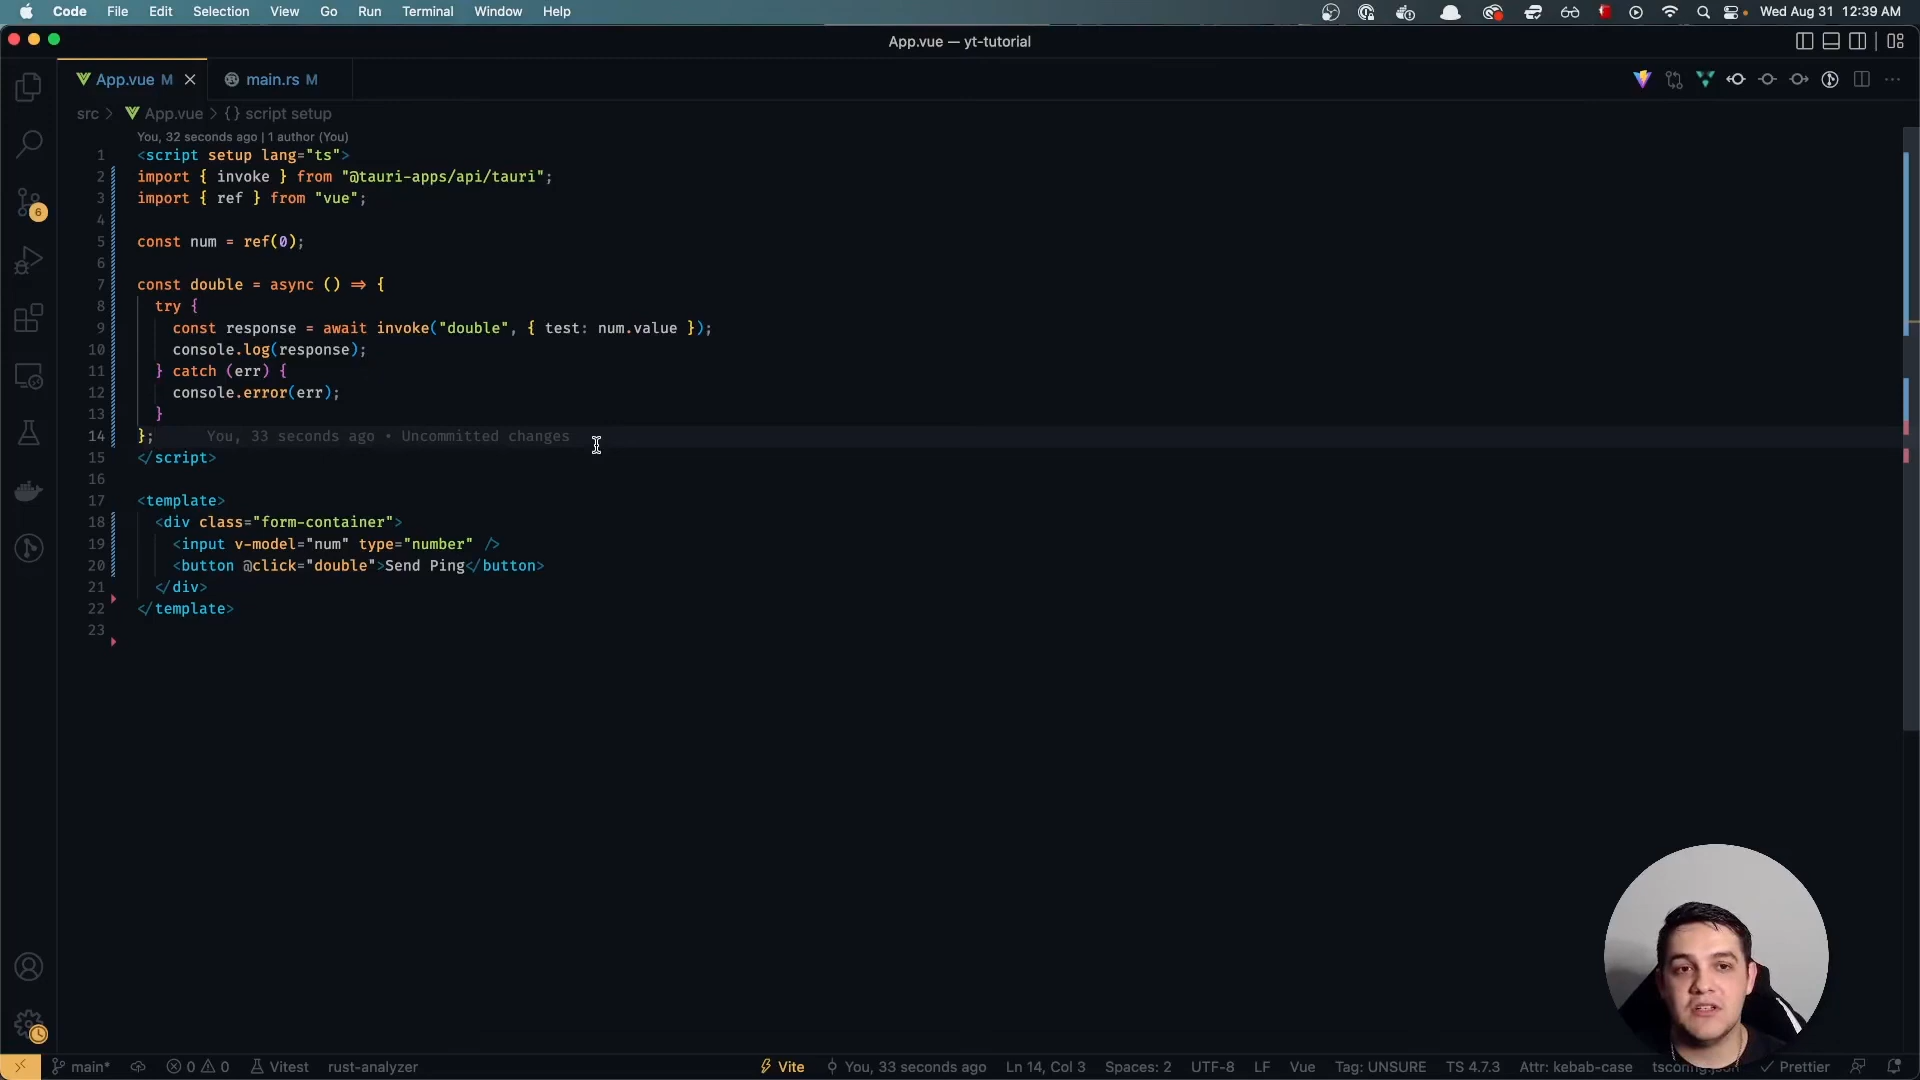 Code File Edit Selection View Go Run Terminal Window Help Wed Aug 31 12:39 AM
App.vue — yt-tutorial
App.vue M main.rs M
src > App.vue > {} script setup
You, 32 seconds ago | 1 author (You)
1 <script setup lang="ts">
2 import { invoke } from "@tauri-apps/api/tauri";
3 import { ref } from "vue";
4
5 const num = ref(0);
6
7 const double = async () => {
8 try {
9 const response = await invoke("double", { test: num.value });
10 console.log(response);
11 } catch (err) {
12 console.error(err);
13 }
14 }; You, 33 seconds ago • Uncommitted changes
15 </script>
16
17 <template>
18 <div class="form-container">
19 <input v-model="num" type="number" />
20 <button @click="double">Send Ping</button>
21 </div>
22 </template>
23
6
main* 0 0 Vitest rust-analyzer Vite You, 33 seconds ago Ln 14, Col 3 Spaces: 2 UTF-8 LF Vue Tag: UNSURE TS 4.7.3 Attr: kebab-case Prettier